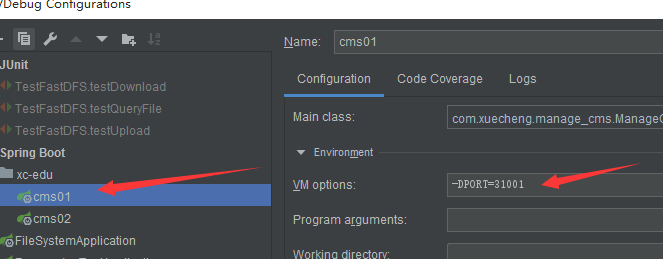 /Debug Configurations
Name:
cms01
JUnit
TestFastDFS.testDownload
TestFastDFS.testQueryFile
TestFastDFS.testUpload
Spring Boot
xc-edu
cms01
cms02
FileSystemApplication
Configuration
Code Coverage
Logs
Main class:
com.xuecheng.manage_cms.Manage
Environment
VM options:
-DPORT=31001
Program arguments:
Working directory: